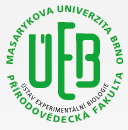 MASARYKOVA UNIVERZITA BRNO
ÚEB
ÚSTAV EXPERIMENTÁLNÍ BIOLOGIE
PŘÍRODOVĚDECKÁ FAKULTA